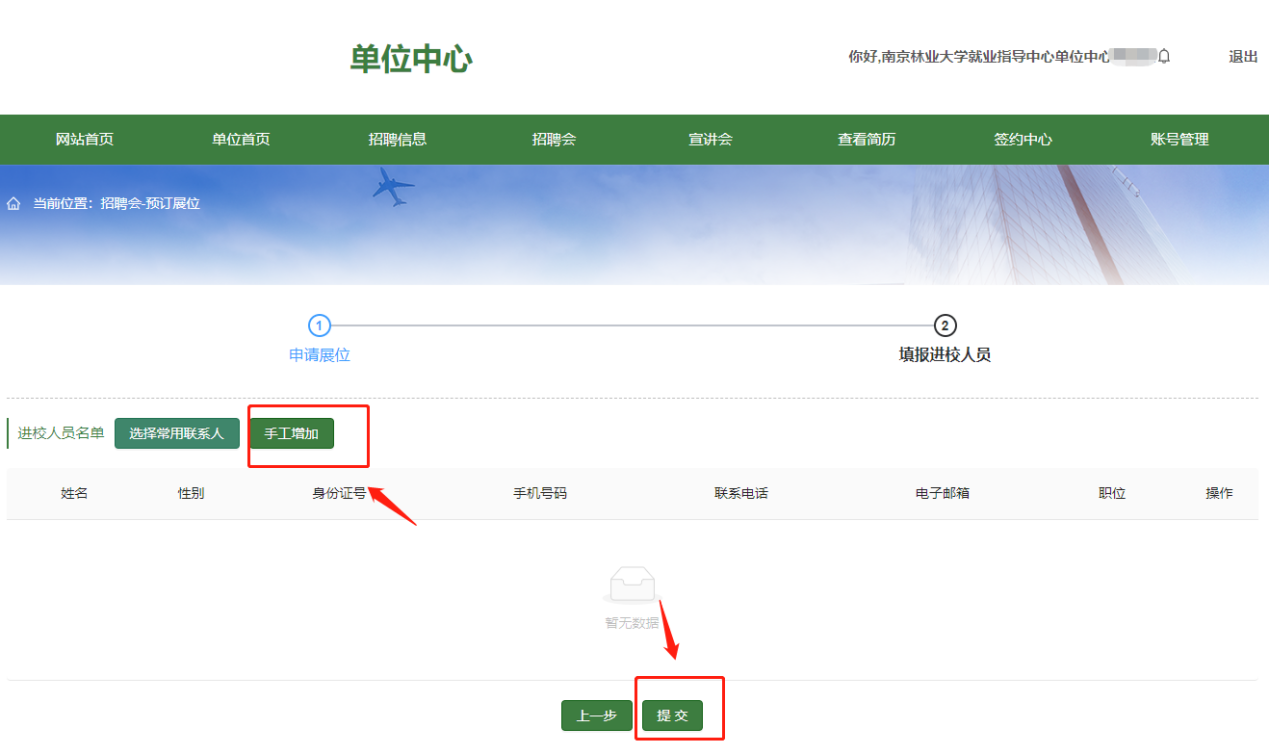 单位中心
你好,南京林业大学就业指导中心单位中心
退出
网站首页 单位首页 招聘信息 招聘会 宣讲会 查看简历 签约中心 账号管理
当前位置：招聘会-预订展位
1 2
申请展位 填报进校人员
进校人员名单 选择常用联系人 手工增加
姓名 性别 身份证号 手机号码 联系电话 电子邮箱 职位 操作
暂无数据
上一步 提 交